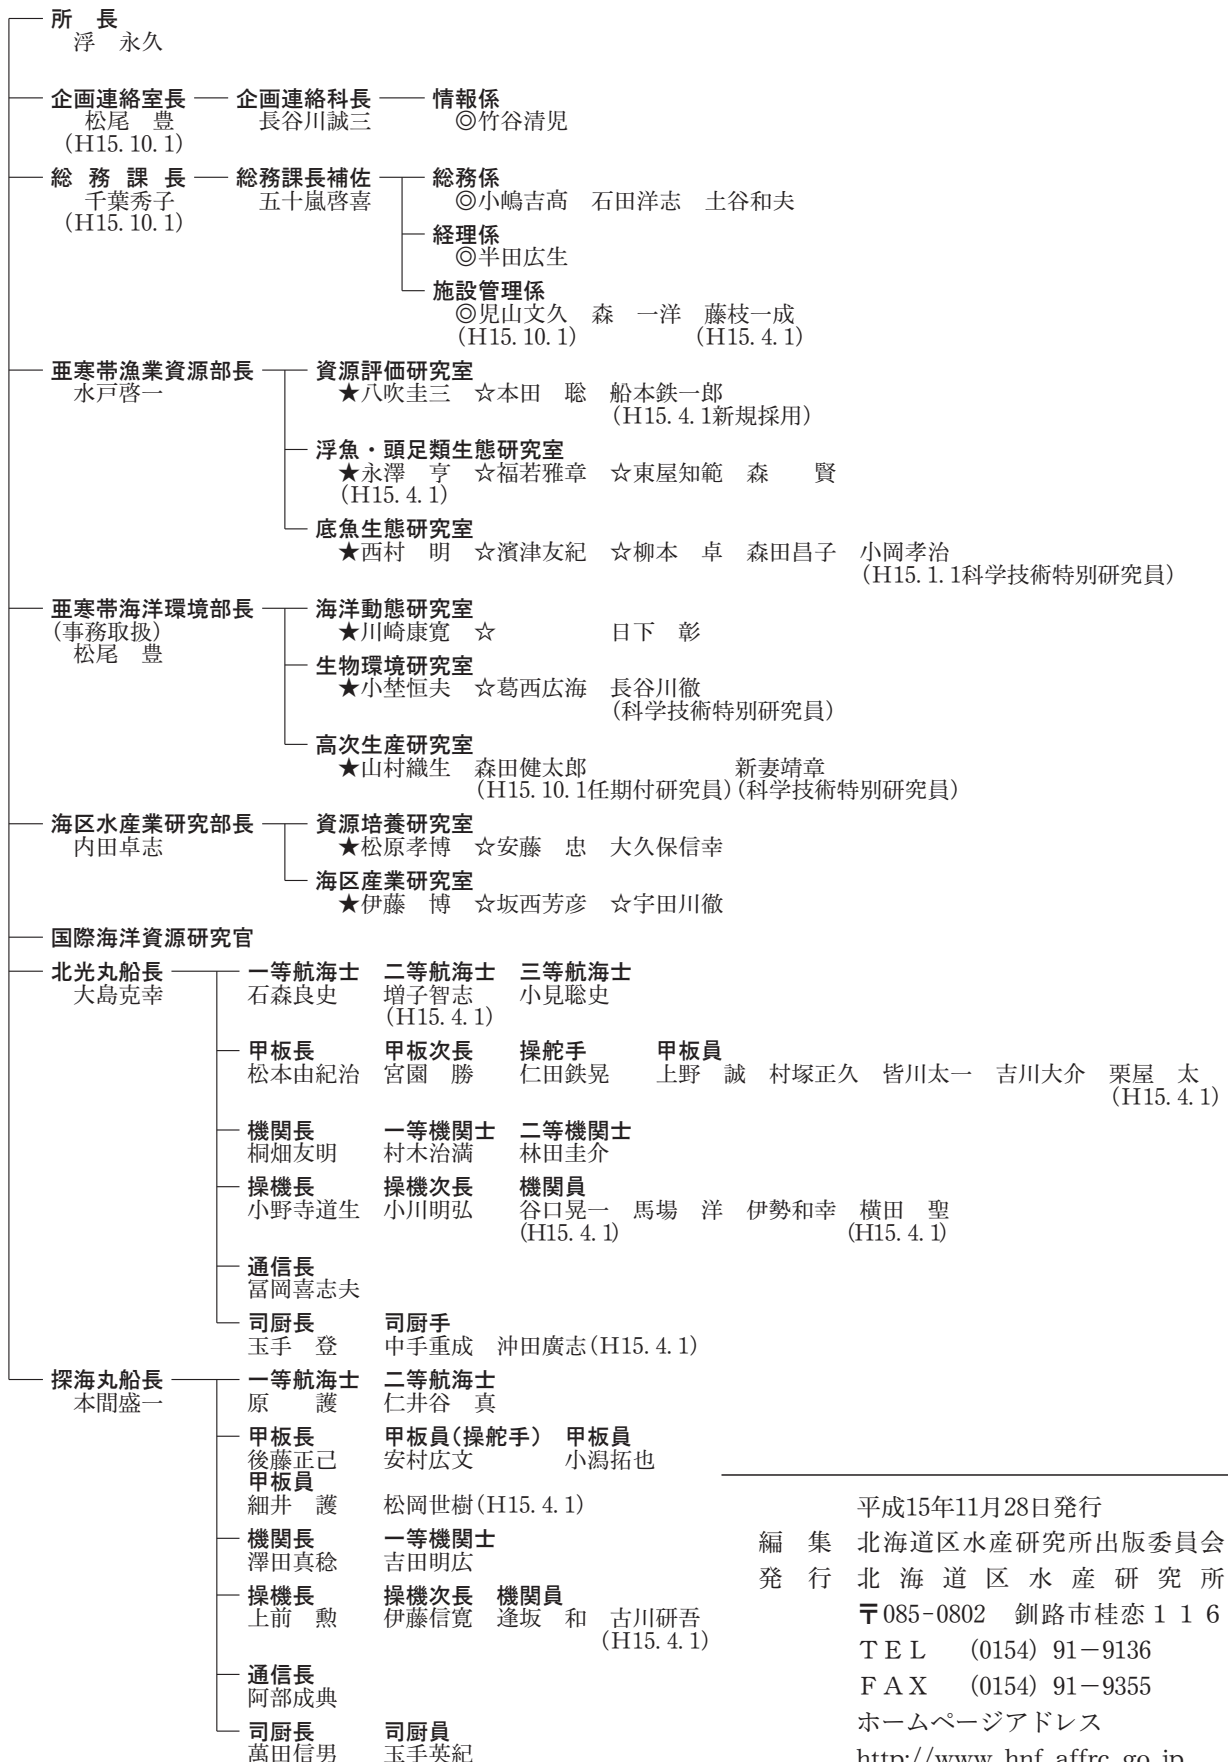 所　長
浮　永久
企画連絡室長　企画連絡科長　情報係
松尾　豊　長谷川誠三　◎竹谷清児
(H15.10.1)
総務課長　総務課長補佐　総務係
千葉秀子　五十嵐啓喜　◎小嶋吉高　石田洋志　土谷和夫
(H15.10.1)
経理係
◎半田広生
施設管理係
◎児山文久　森　一洋　藤枝一成
(H15.10.1)　(H15.4.1)
亜寒帯漁業資源部長　資源評価研究室
水戸啓一　★八吹圭三　☆本田　聡　船本鉄一郎
(H15.4.1新規採用)
浮魚・頭足類生態研究室
★永澤　亨　☆福若雅章　☆東屋知範　森　賢
(H15.4.1)
底魚生態研究室
★西村　明　☆濱津友紀　☆柳本　卓　森田晶子　小岡孝治
(H15.1.1科学技術特別研究員)
亜寒帯海洋環境部長　海洋動態研究室
(事務取扱)　★川崎康寛　☆　日下　彰
松尾　豊
生物環境研究室
★小埜恒夫　☆葛西広海　長谷川徹
(科学技術特別研究員)
高次生産研究室
★山村織生　森田健太郎　新妻靖章
(H15.10.1任期付研究員)(科学技術特別研究員)
海区水産業研究部長　資源培養研究室
内田卓志　★松原孝博　☆安藤　忠　大久保信幸
海区産業研究室
★伊藤　博　☆坂西芳彦　☆宇田川徹
国際海洋資源研究官
北光丸船長　一等航海士　二等航海士　三等航海士
大島克幸　石森良史　増子智志　小見聡史
(H15.4.1)
甲板長　甲板次長　操舵手　甲板員
松本由紀治　宮園　勝　仁田鉄晃　上野　誠　村塚正久　皆川太一　吉川大介　栗屋　太
(H15.4.1)
機関長　一等機関士　二等機関士
桐畑友明　村木治満　林田圭介
操機長　操機次長　機関員
小野寺道生　小川明弘　谷口晃一　馬場　洋　伊勢和幸　横田　聖
(H15.4.1)　(H15.4.1)
通信長
冨岡喜志夫
司厨長　司厨手
玉手　登　中手重成　沖田廣志(H15.4.1)
探海丸船長　一等航海士　二等航海士
本間盛一　原　護　仁井谷　真
甲板長　甲板員(操舵手)　甲板員
後藤正己　安村広文　小潟拓也
甲板員
細井　護　松岡世樹(H15.4.1)
機関長　一等機関士
澤田真稔　吉田明広
操機長　操機次長　機関員
上前　勲　伊藤信寛　逢坂　和　古川研吾
(H15.4.1)
通信長
阿部成典
司厨長　司厨員
萬田信男　玉手英紀
平成15年11月28日発行
編　集　北海道区水産研究所出版委員会
発　行　北海道区水産研究所
〒085-0802　釧路市桂恋１１６
ＴＥＬ　(0154) 91－9136
ＦＡＸ　(0154) 91－9355
ホームページアドレス
http://www.hnf.affrc.go.jp